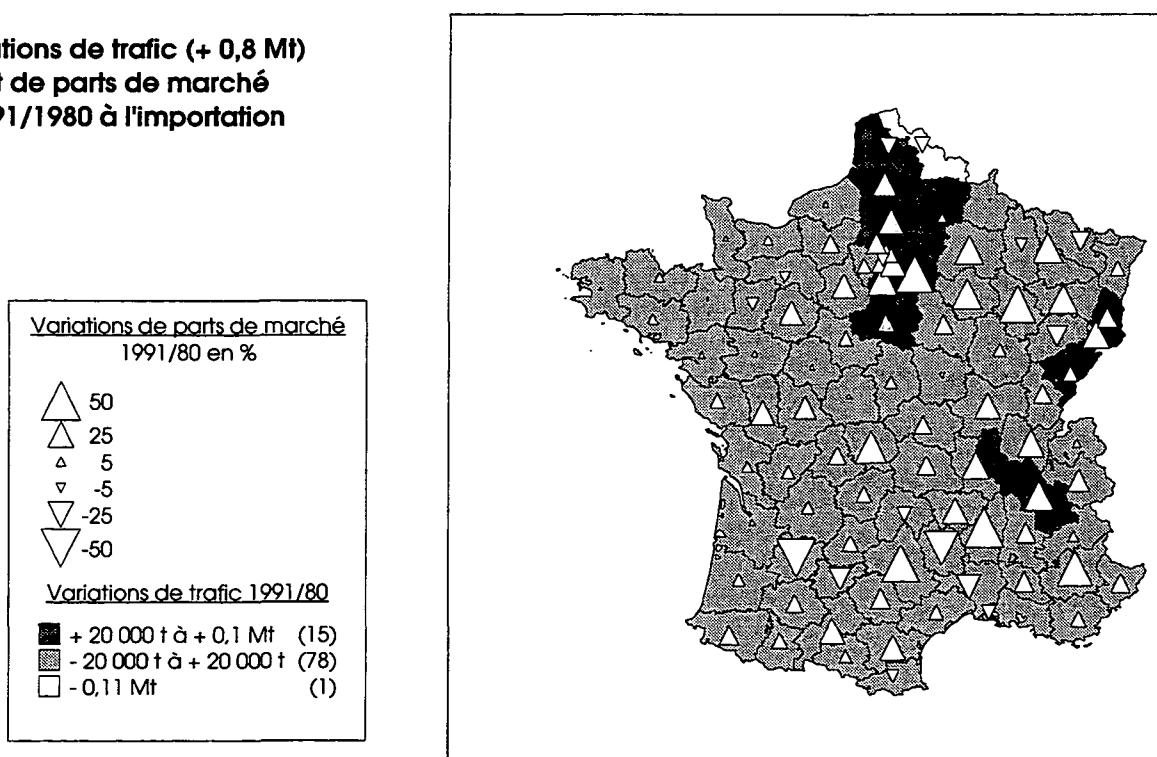 tions de trafic (+ 0,8 Mt)
t de parts de marché
91/1980 à l'importation
Variations de parts de marché
1991/80 en %
50
25
5
-5
-25
-50
Variations de trafic 1991/80
+ 20 000 t à + 0,1 Mt (15)
- 20 000 t à + 20 000 t (78)
- 0,11 Mt (1)